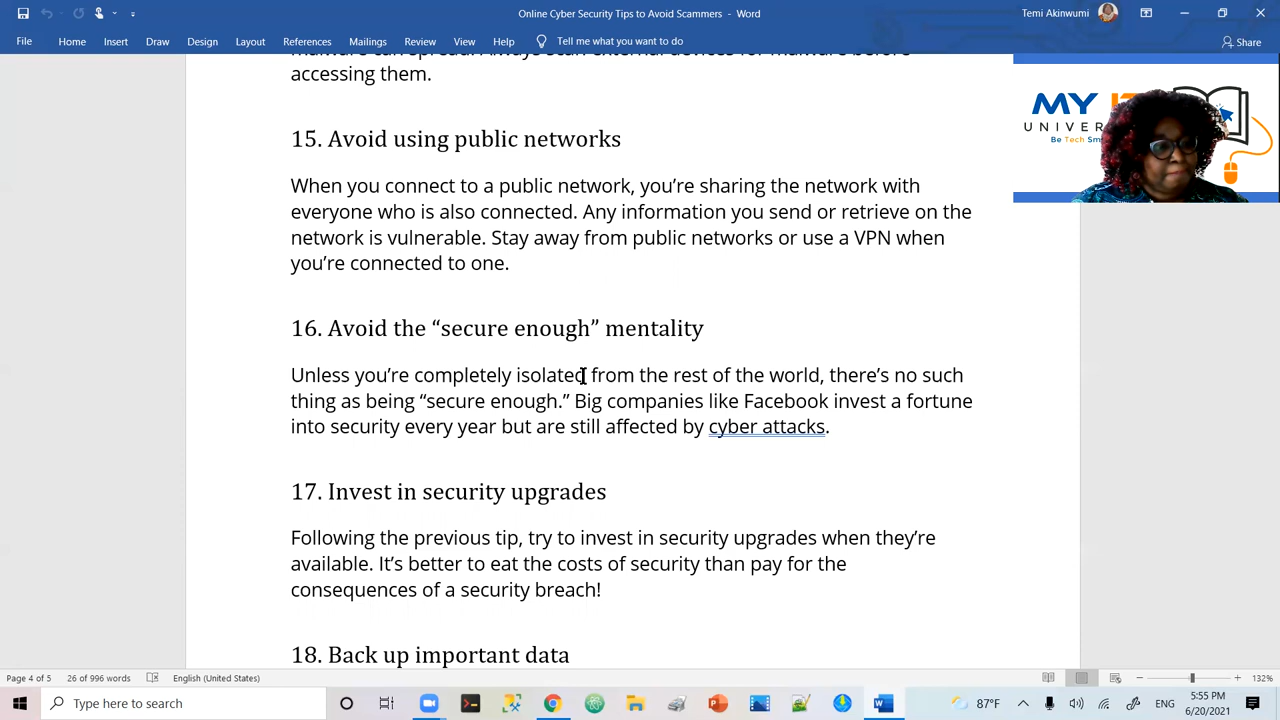 Online Cyber Security Tips to Avoid Scammers - Word
Temi Akinwumi
File Home Insert Draw Design Layout References Mailings Review View Help Tell me what you want to do Share
accessing them.
MY
UNIVER
Be Tech Sm
15. Avoid using public networks
When you connect to a public network, you’re sharing the network with
everyone who is also connected. Any information you send or retrieve on the
network is vulnerable. Stay away from public networks or use a VPN when
you’re connected to one.
16. Avoid the “secure enough” mentality
Unless you’re completely isolated from the rest of the world, there’s no such
thing as being “secure enough.” Big companies like Facebook invest a fortune
into security every year but are still affected by cyber attacks.
17. Invest in security upgrades
Following the previous tip, try to invest in security upgrades when they’re
available. It’s better to eat the costs of security than pay for the
consequences of a security breach!
18. Back up important data
Page 4 of 5 26 of 996 words English (United States) 132%
Type here to search 87°F ENG 5:55 PM
6/20/2021